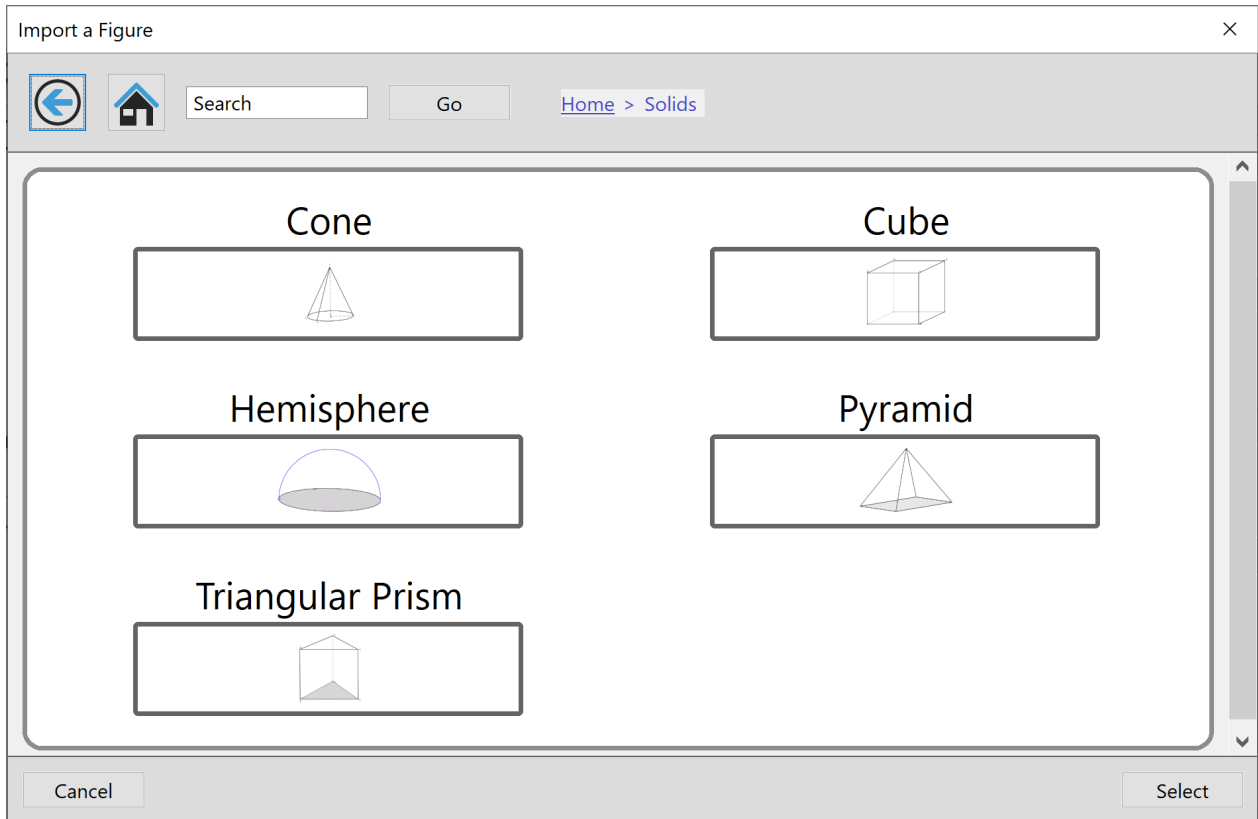 Import a Figure
Search
Go
Home > Solids
Cone
Cube
Hemisphere
Pyramid
Triangular Prism
Cancel
Select